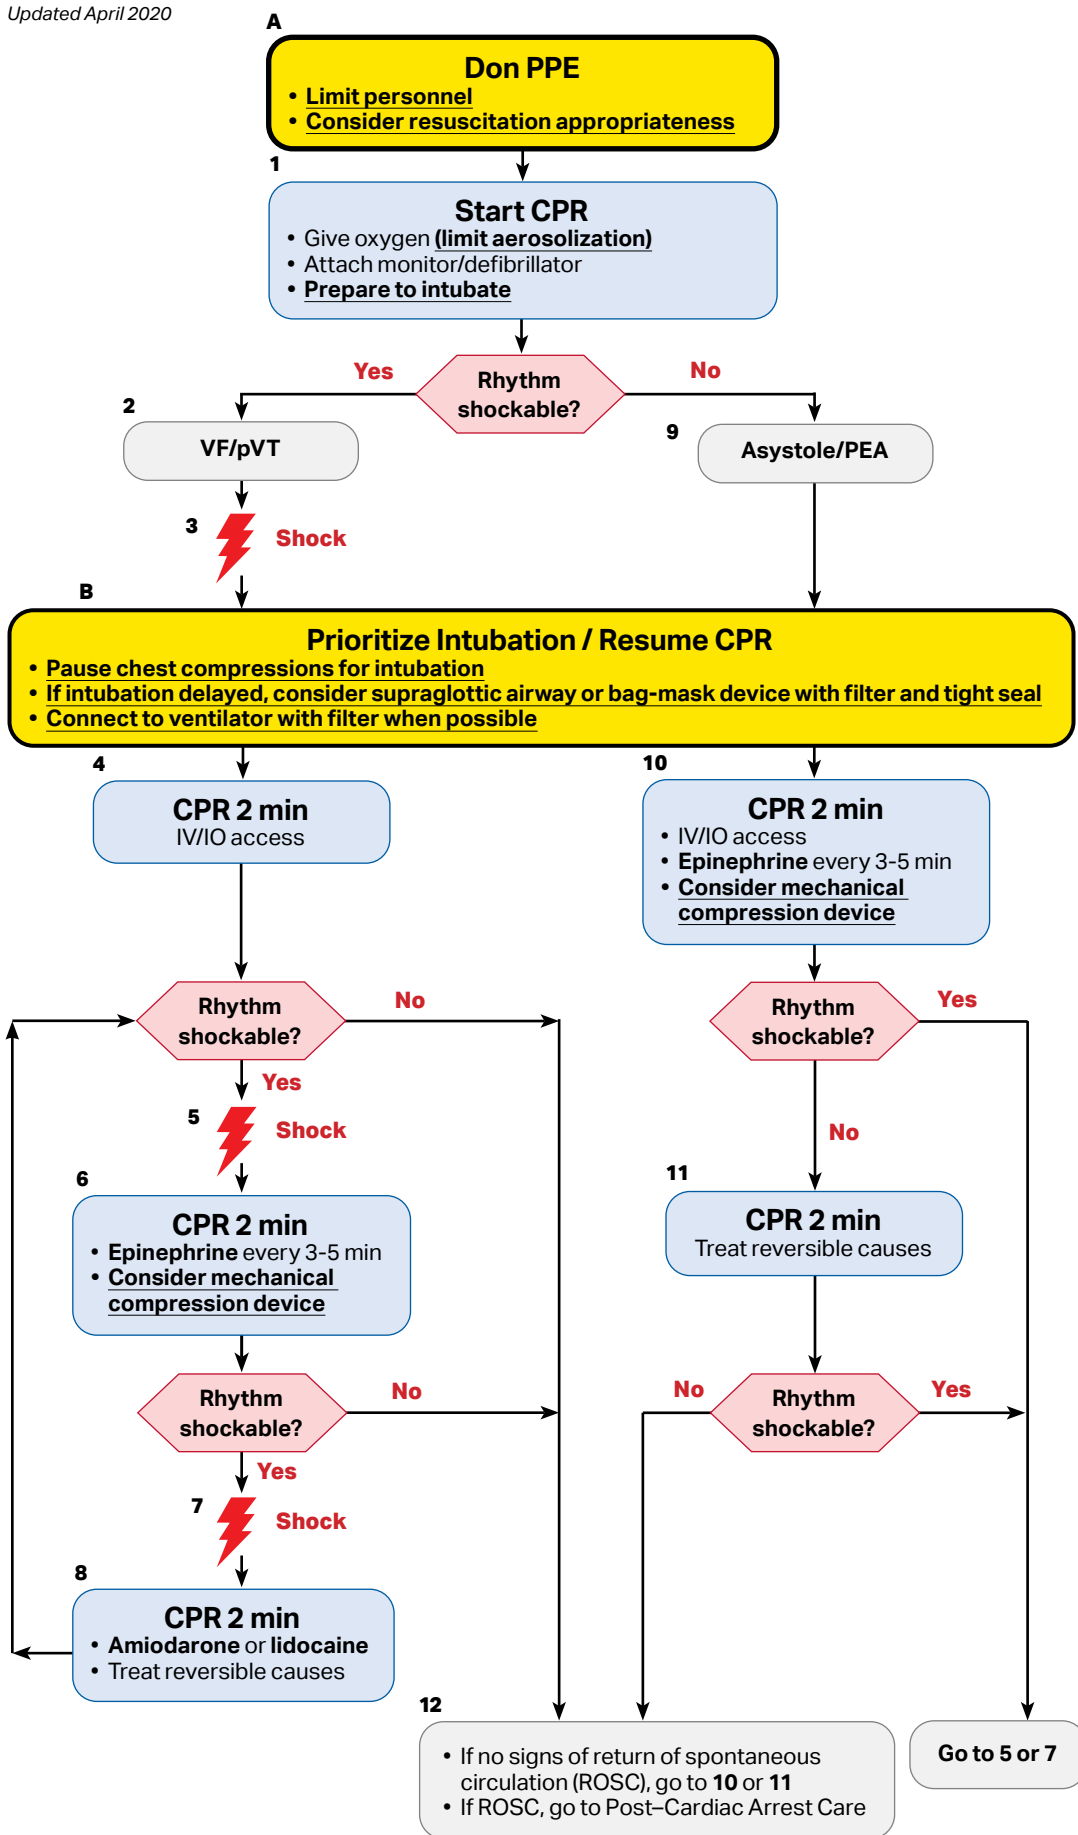 Updated April 2020
A
Don PPE
• Limit personnel
• Consider resuscitation appropriateness
1
Start CPR
• Give oxygen (limit aerosolization)
• Attach monitor/defibrillator
• Prepare to intubate
Yes
Rhythm
shockable?
No
2
VF/pVT
9
Asystole/PEA
3
Shock
B
Prioritize Intubation / Resume CPR
• Pause chest compressions for intubation
• If intubation delayed, consider supraglottic airway or bag-mask device with filter and tight seal
• Connect to ventilator with filter when possible
4
CPR 2 min
IV/IO access
10
CPR 2 min
• IV/IO access
• Epinephrine every 3-5 min
• Consider mechanical
compression device
Rhythm
shockable?
No
Yes
Rhythm
shockable?
Yes
No
5
Shock
6
CPR 2 min
• Epinephrine every 3-5 min
• Consider mechanical
compression device
11
CPR 2 min
Treat reversible causes
Rhythm
shockable?
No
Yes
No
Rhythm
shockable?
Yes
7
Shock
8
CPR 2 min
• Amiodarone or lidocaine
• Treat reversible causes
12
• If no signs of return of spontaneous
circulation (ROSC), go to 10 or 11
• If ROSC, go to Post–Cardiac Arrest Care
Go to 5 or 7